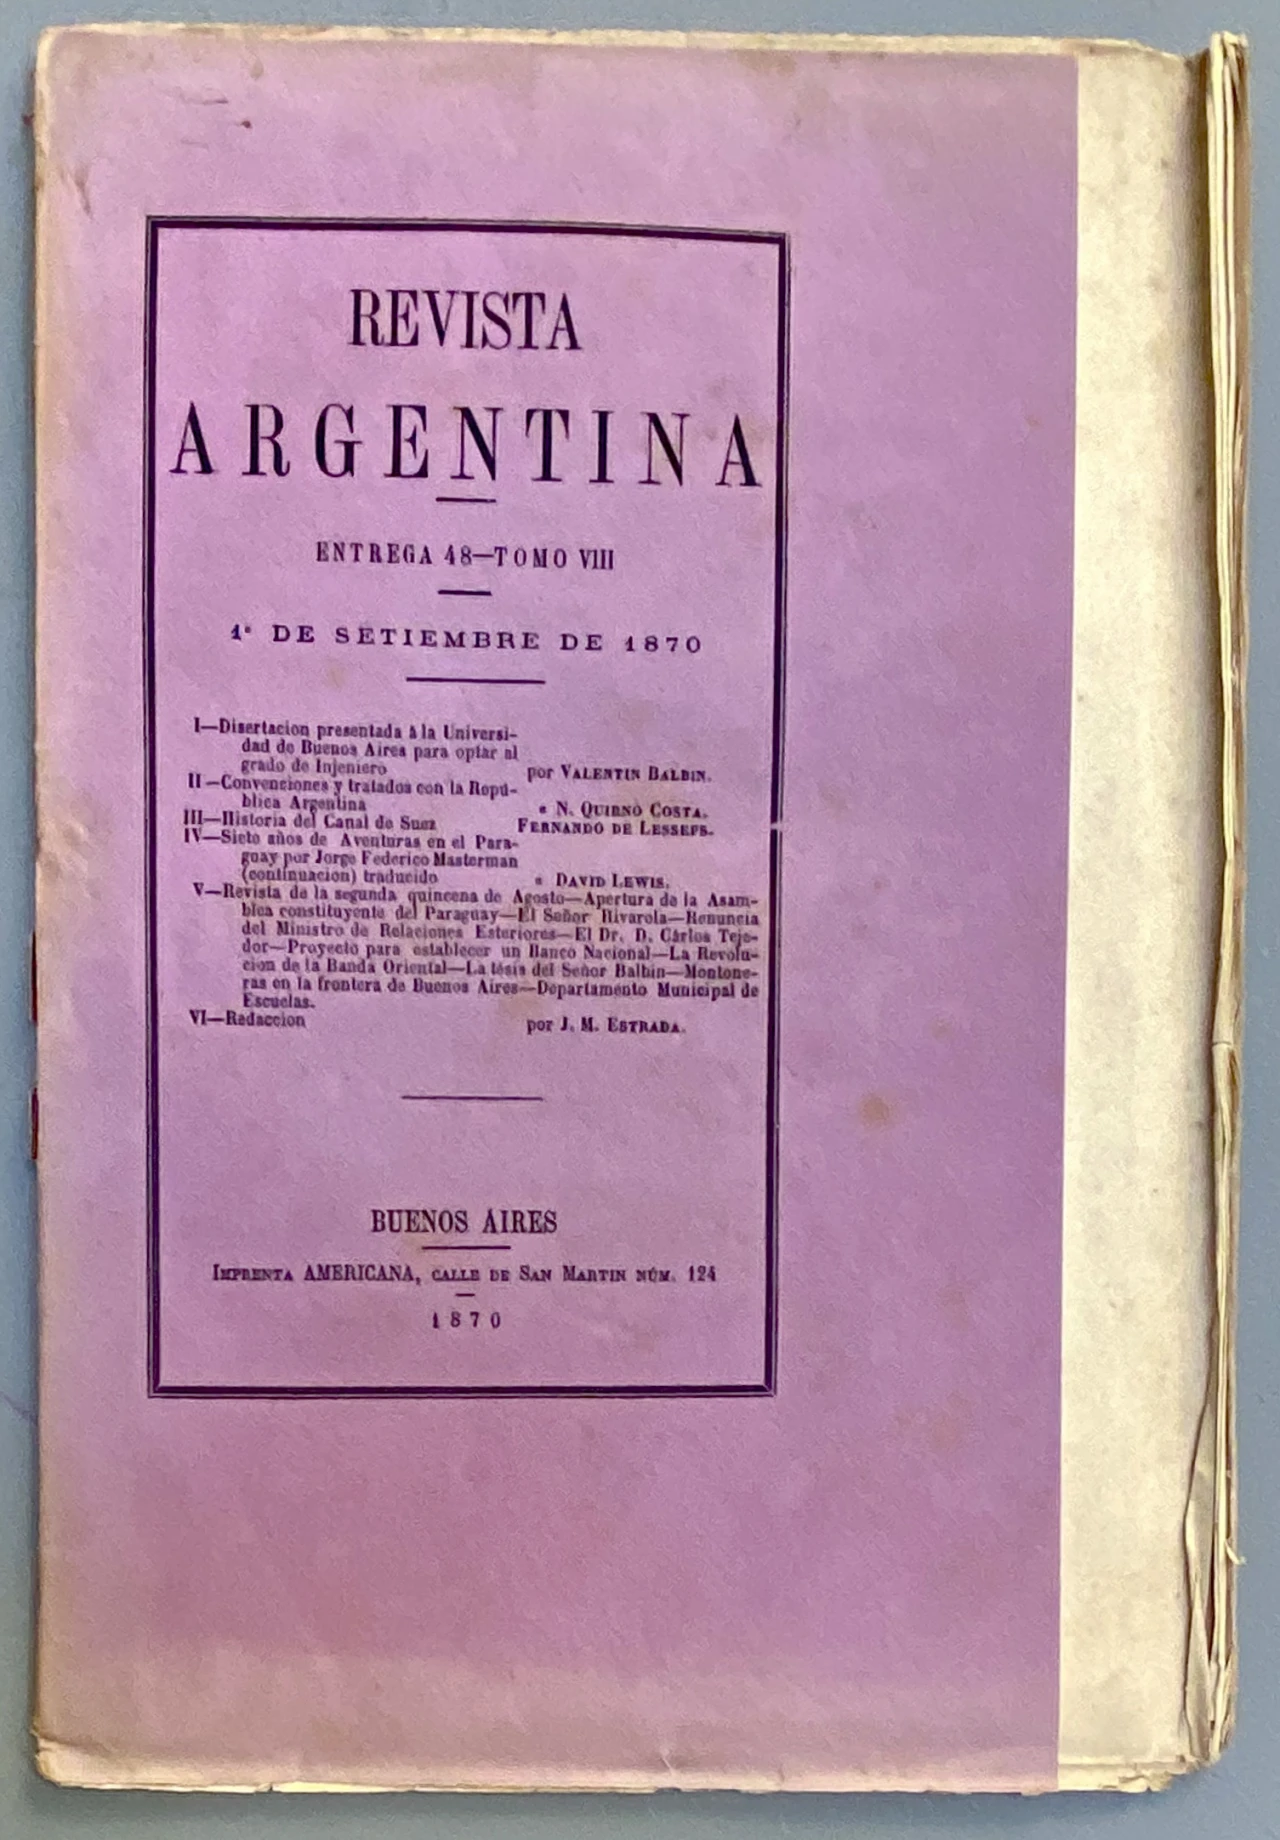 REVISTA
ARGENTINA
ENTREGA 48—TOMO VIII
1º DE SETIEMBRE DE 1870
I—Disertacion presentada á la Universi-
dad de Buenos Aires para optar al
grado de Injeniero por VALENTIN BALBIN.
II—Convenciones y tratados con la Repú-
blica Argentina « N. QUIRNO COSTA.
III—Historia del Canal de Suez FERNANDO DE LESSEPS.
IV—Siete años de Aventuras en el Para-
guay por Jorge Federico Masterman
(continuacion) traducido « DAVID LEWIS.
V—Revista de la segunda quincena de Agosto—Apertura de la Asam-
blea constituyente del Paraguay—El Señor Rivarola—Renuncia
del Ministro de Relaciones Esteriores—El Dr. D. Cárlos Teje-
dor—Proyecto para establecer un Banco Nacional—La Revolu-
cion de la Banda Oriental—La tésis del Señor Balbin—Montone-
ras en la frontera de Buenos Aires—Departamento Municipal de
Escuelas.
VI—Redaccion por J. M. ESTRADA.
BUENOS AIRES
IMPRENTA AMERICANA, CALLE DE SAN MARTIN NÚM. 124
1870